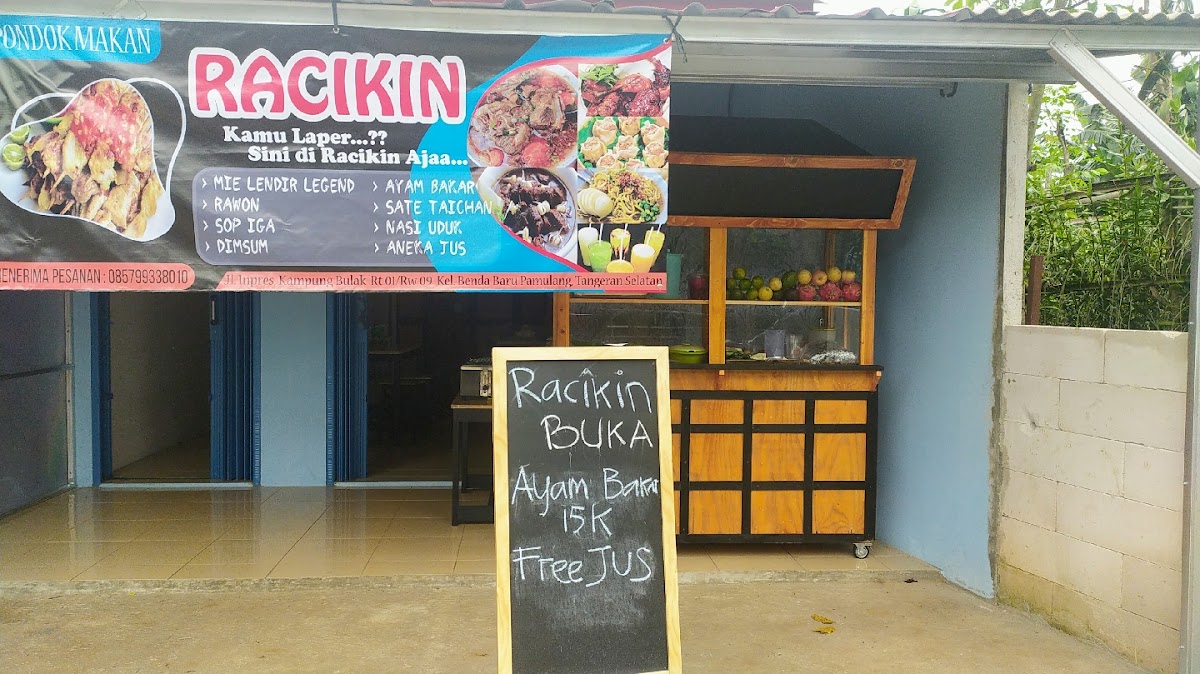 PONDOK MAKAN
RACIKIN
Kamu Laper...??
Sini di Racikin Ajaa...
> MIE LENDIR LEGEND
> RAWON
> SOP IGA
> DIMSUM
> AYAM BAKAR
> SATE TAICHAN
> NASI UDUK
> ANEKA JUS
MENERIMA PESANAN : 085799338010
Jl. Inpres Kampung Bulak Rt 01/Rw 09 Kel. Benda Baru Pamulang, Tangeran Selatan
Racikin
BUKA
Ayam Bakar
15K
Free JUS